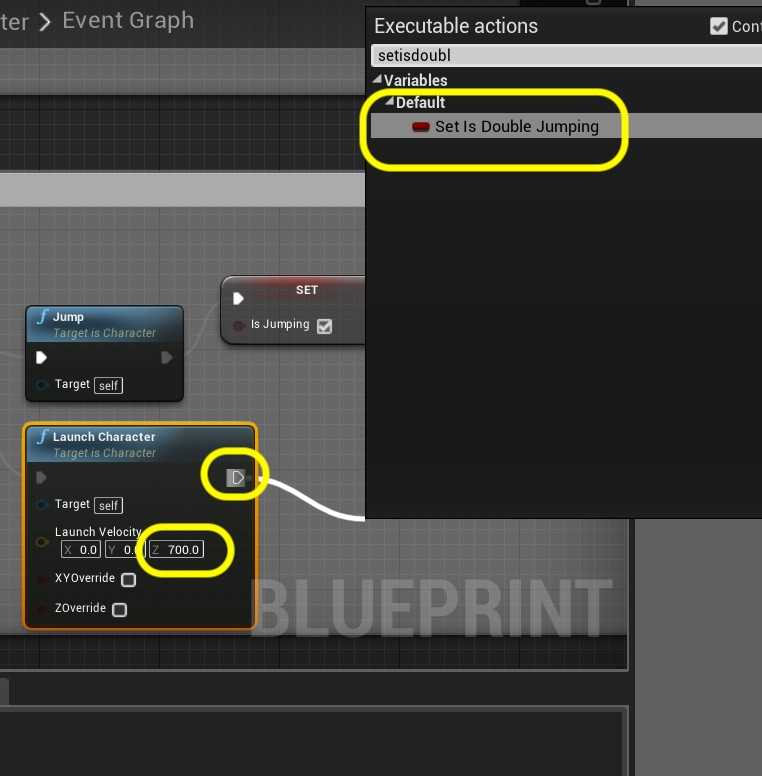 ter > Event Graph
Executable actions
Cont
setisdoubl
Variables
Default
Set Is Double Jumping
SET
Is Jumping
f Jump
Target is Character
Target self
f Launch Character
Target is Character
Target self
Launch Velocity
X 0.0 Y 0.0 Z 700.0
XYOverride
ZOverride
BLUEPRINT